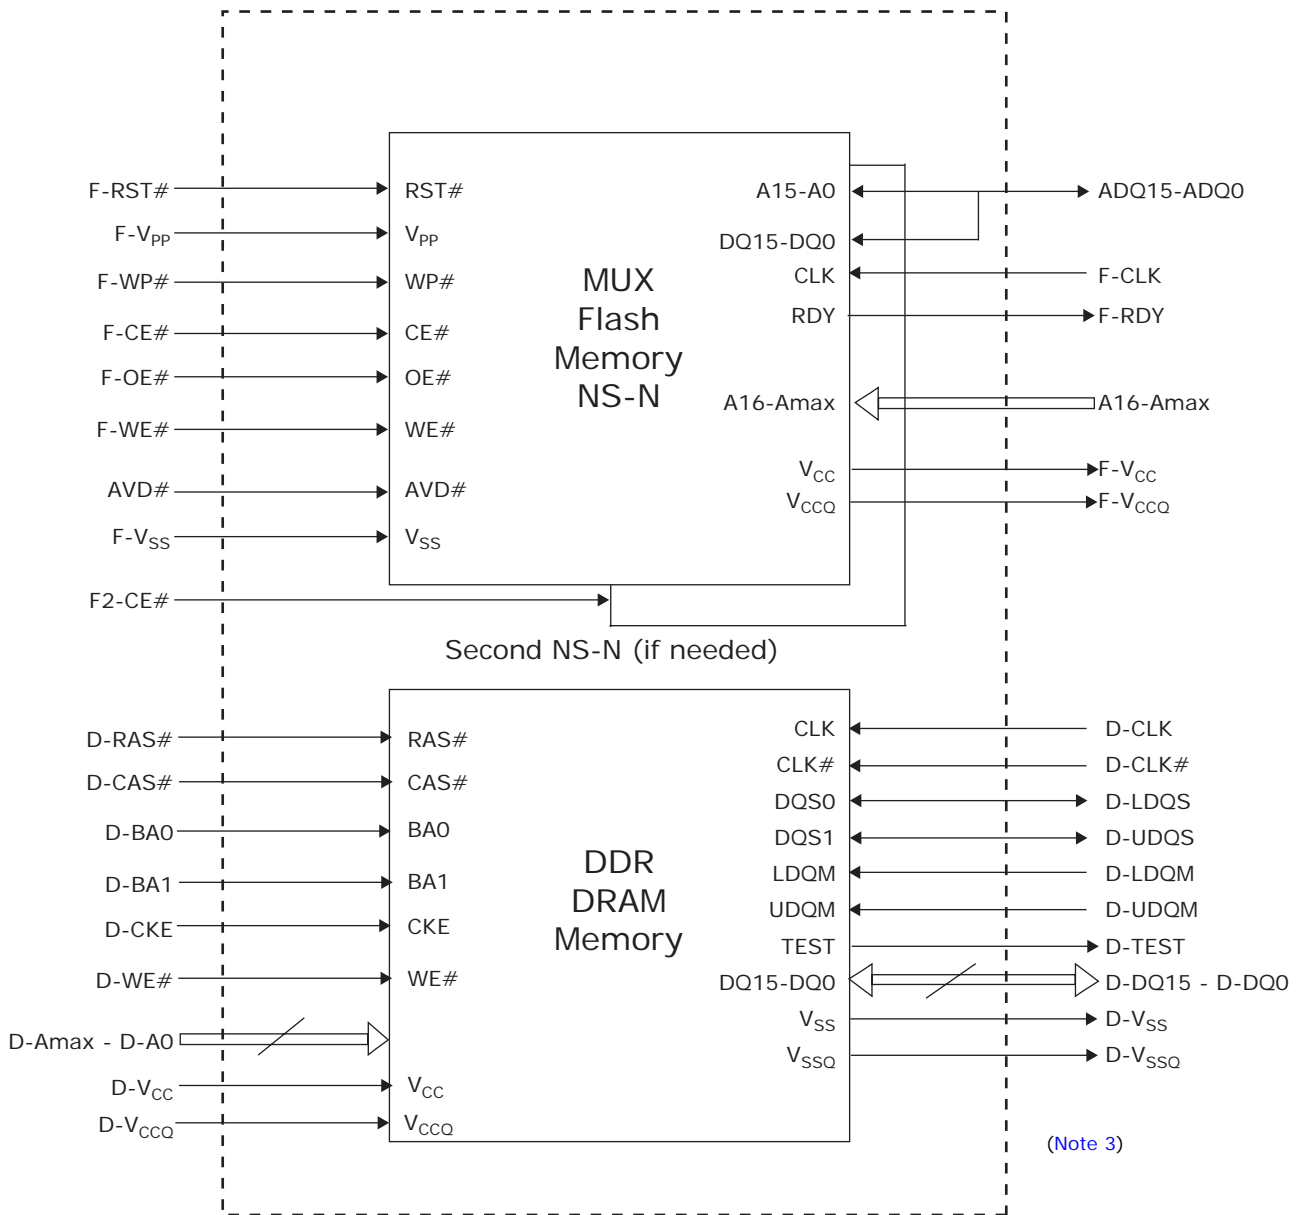 F-RST# RST# A15-A0 ADQ15-ADQ0
F-VPP VPP DQ15-DQ0
F-WP# WP# CLK F-CLK
F-CE# CE# RDY F-RDY
F-OE# OE#
MUX
Flash
Memory
NS-N
A16-Amax A16-Amax
F-WE# WE#
VCC F-VCC
AVD# AVD# VCCQ F-VCCQ
F-VSS VSS
F2-CE#
Second NS-N (if needed)
D-RAS# RAS# CLK D-CLK
D-CAS# CAS# CLK# D-CLK#
DQS0 D-LDQS
D-BA0 BA0 DQS1 D-UDQS
DDR
DRAM
Memory
D-BA1 BA1 LDQM D-LDQM
D-CKE CKE UDQM D-UDQM
TEST D-TEST
D-WE# WE# DQ15-DQ0 D-DQ15 - D-DQ0
D-Amax - D-A0 VSS D-VSS
VSSQ D-VSSQ
D-VCC VCC
D-VCCQ VCCQ
(Note 3)